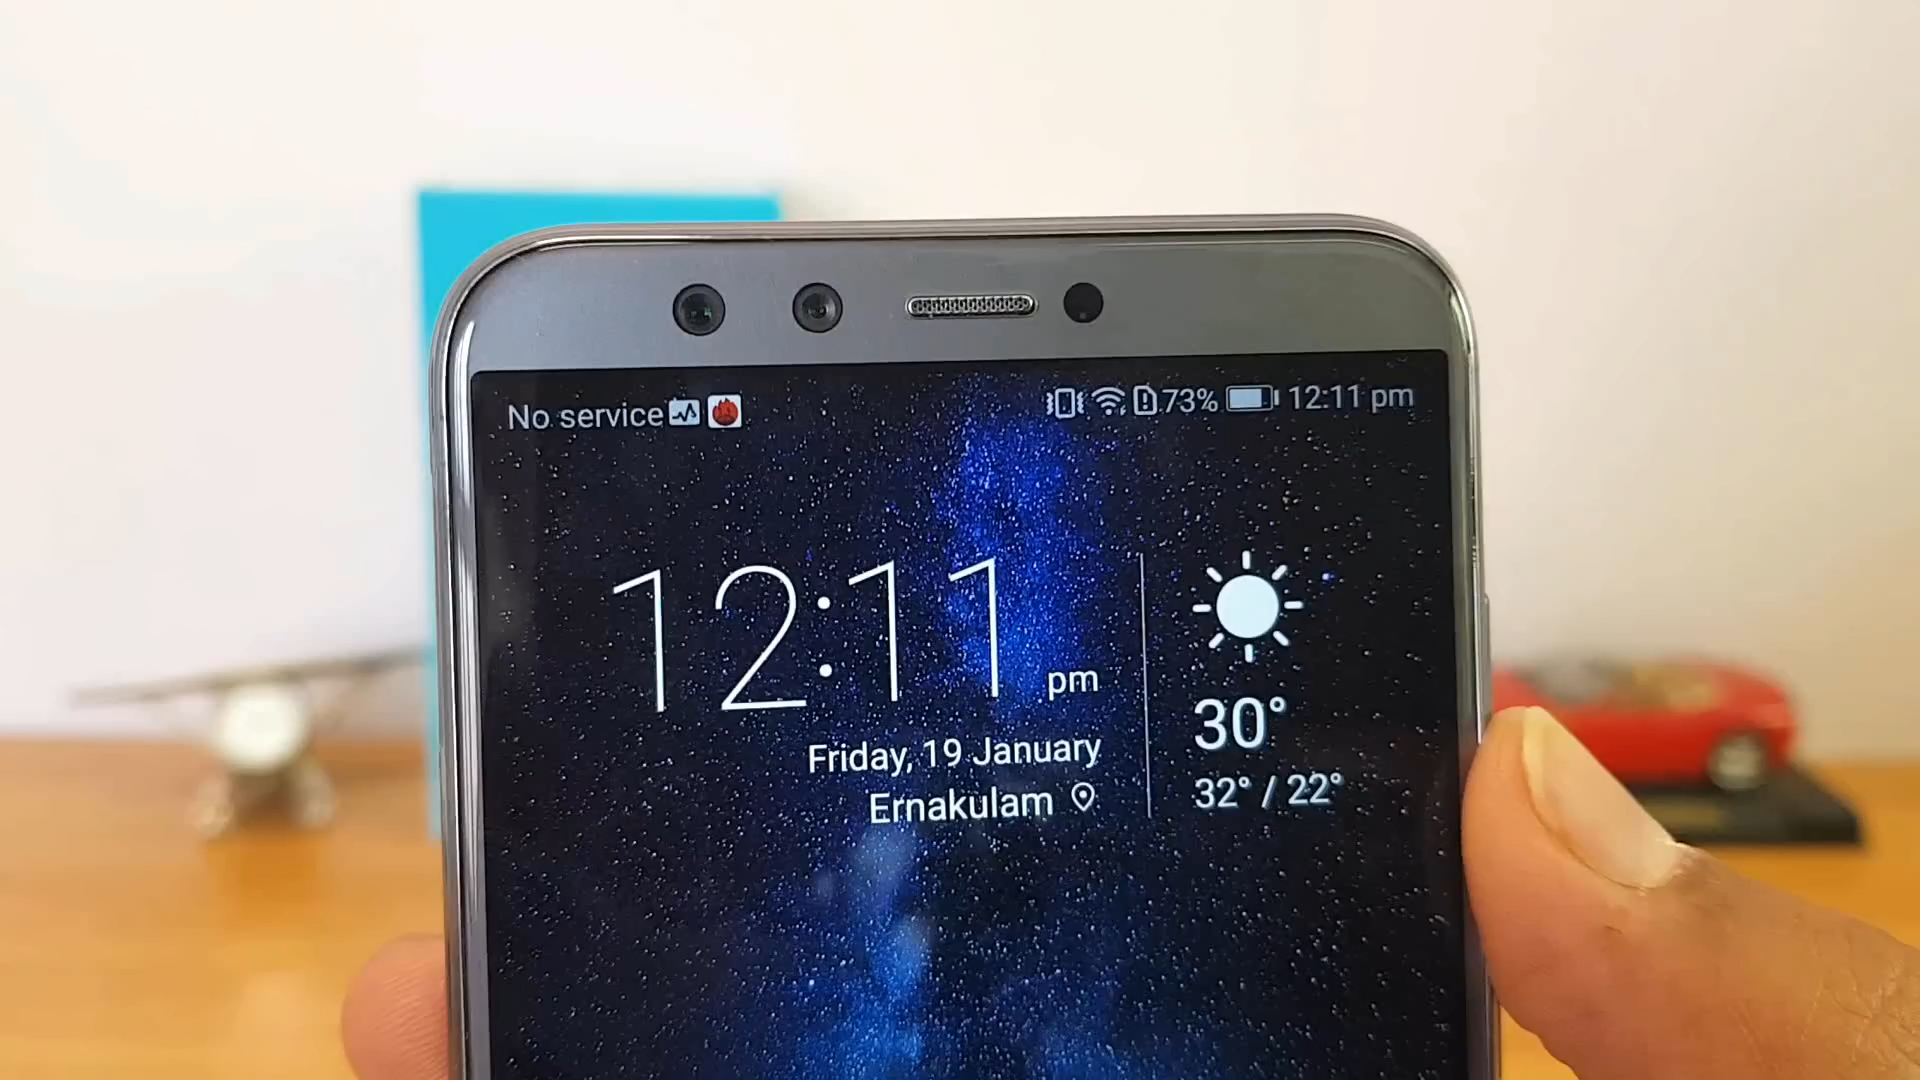 No service 73% 12:11 pm
12:11 pm
Friday, 19 January
Ernakulam
30°
32° / 22°